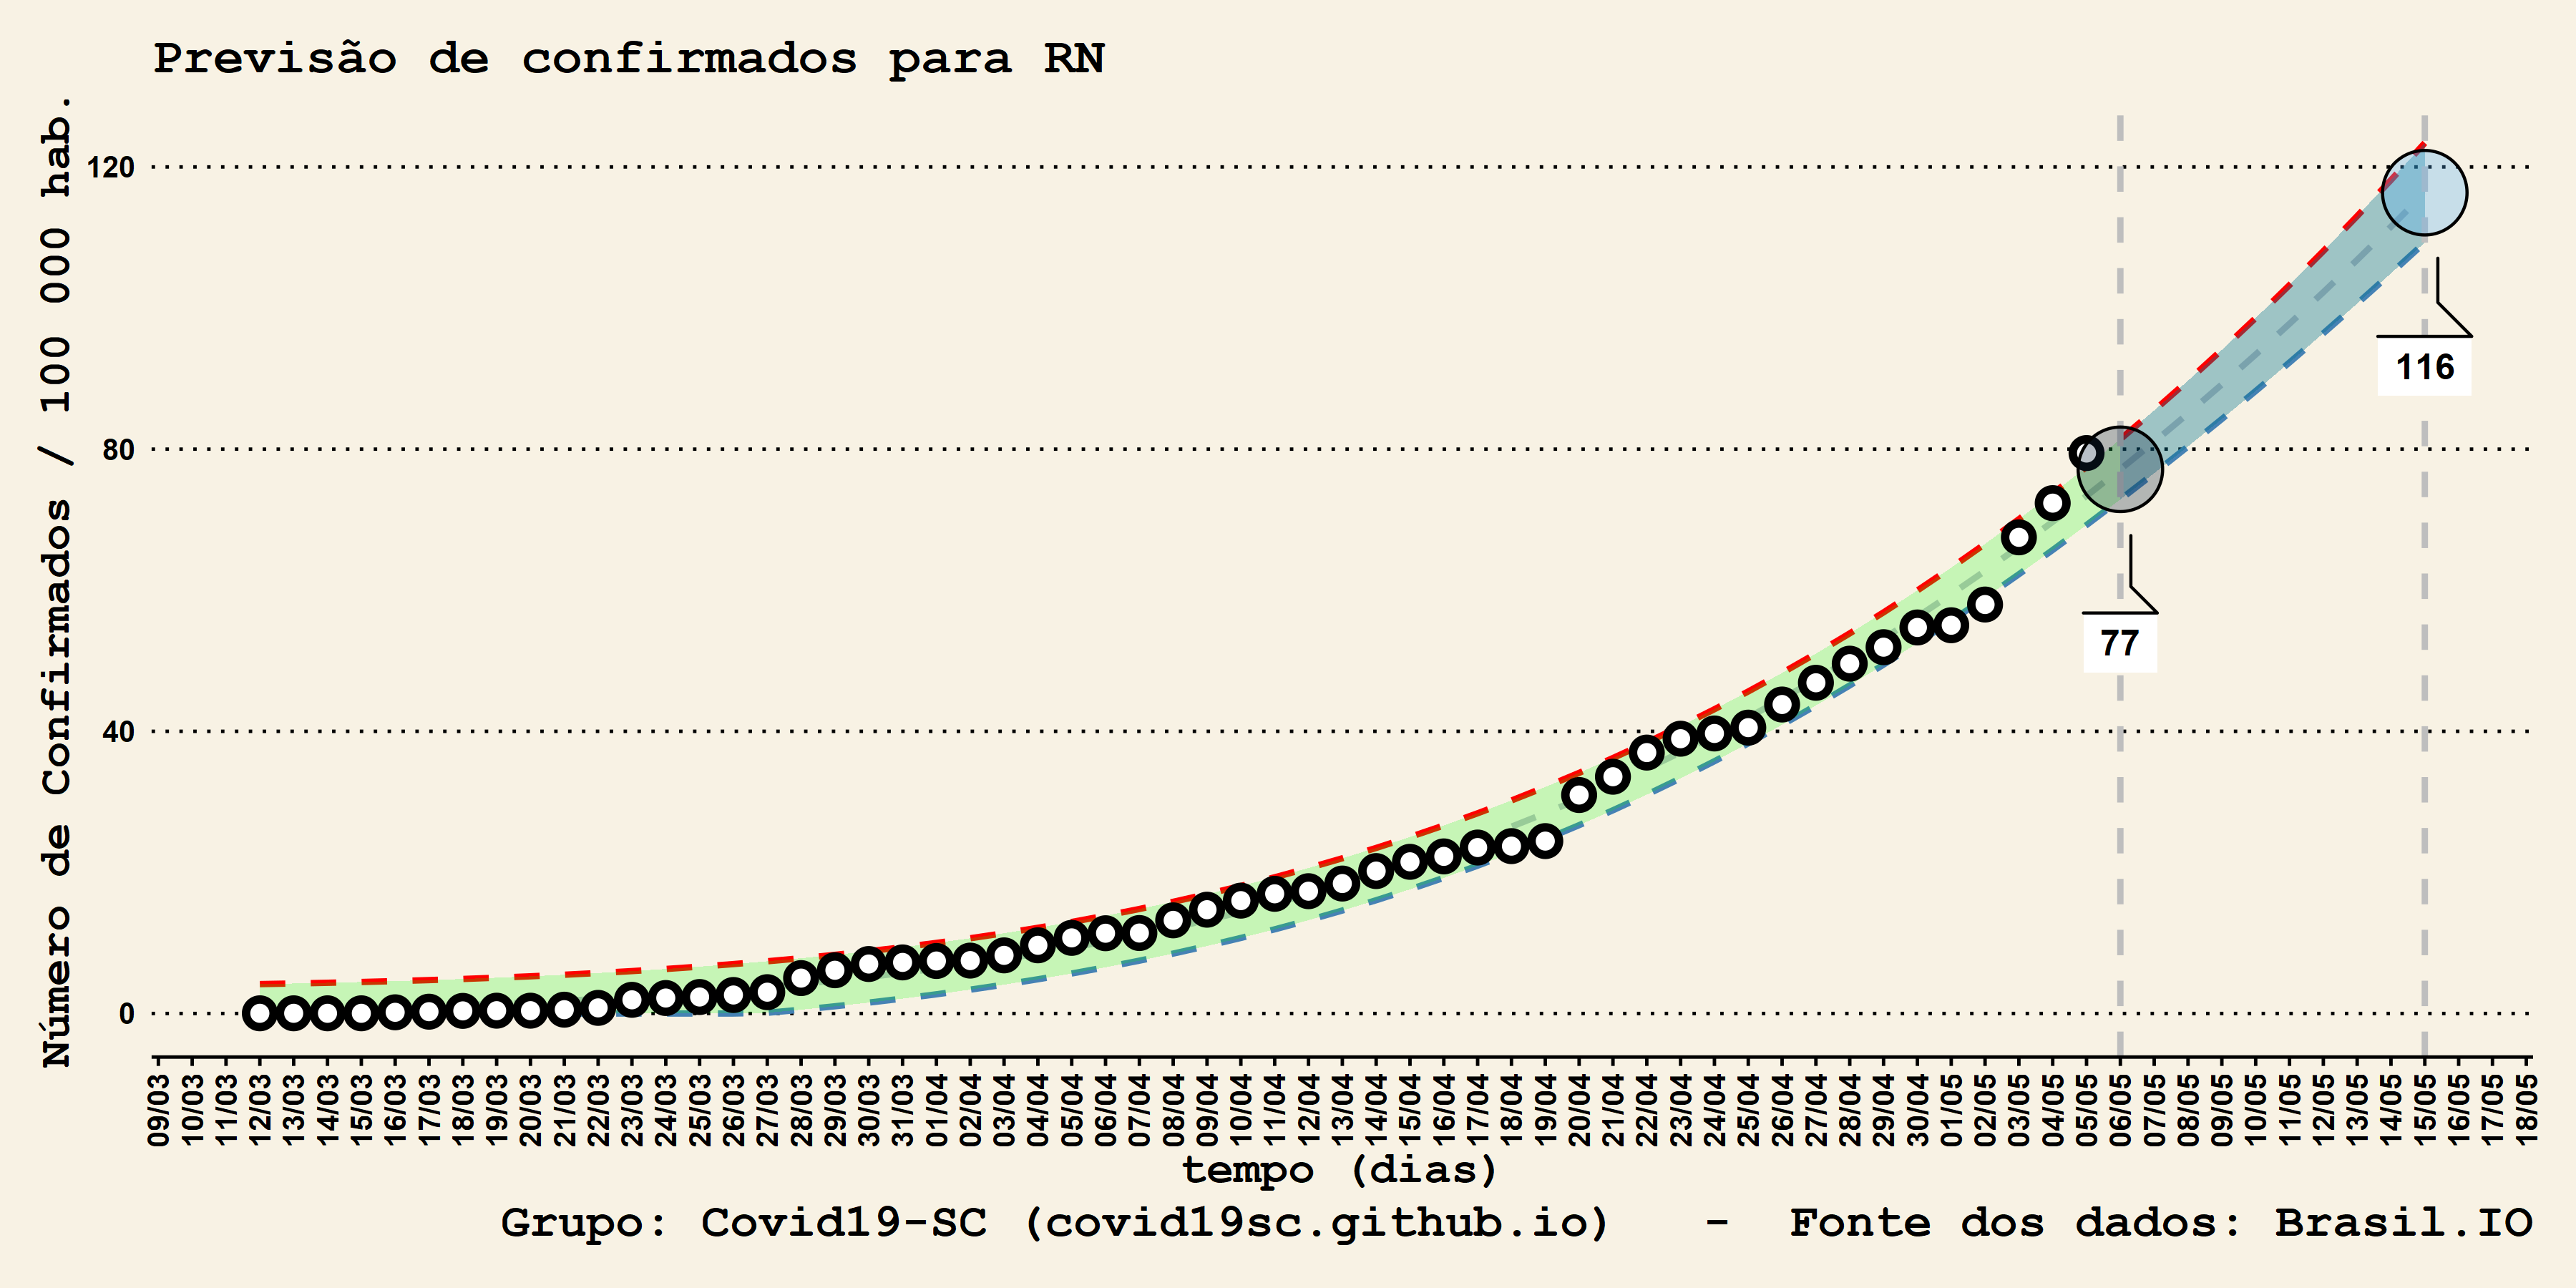 Previsão de confirmados para RN
Número de Confirmados / 100 000 hab.
120
80
40
0
116
77
09/03 10/03 11/03 12/03 13/03 14/03 15/03 16/03 17/03 18/03 19/03 20/03 21/03 22/03 23/03 24/03 25/03 26/03 27/03 28/03 29/03 30/03 31/03 01/04 02/04 03/04 04/04 05/04 06/04 07/04 08/04 09/04 10/04 11/04 12/04 13/04 14/04 15/04 16/04 17/04 18/04 19/04 20/04 21/04 22/04 23/04 24/04 25/04 26/04 27/04 28/04 29/04 30/04 01/05 02/05 03/05 04/05 05/05 06/05 07/05 08/05 09/05 10/05 11/05 12/05 13/05 14/05 15/05 16/05 17/05 18/05
tempo (dias)
Grupo: Covid19-SC (covid19sc.github.io) - Fonte dos dados: Brasil.IO